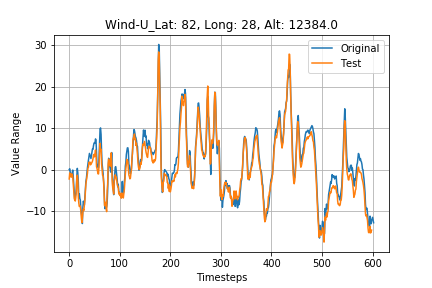 Wind-U_Lat: 82, Long: 28, Alt: 12384.0
Original
Test
30
20
10
0
−10
Value Range
0 100 200 300 400 500 600
Timesteps